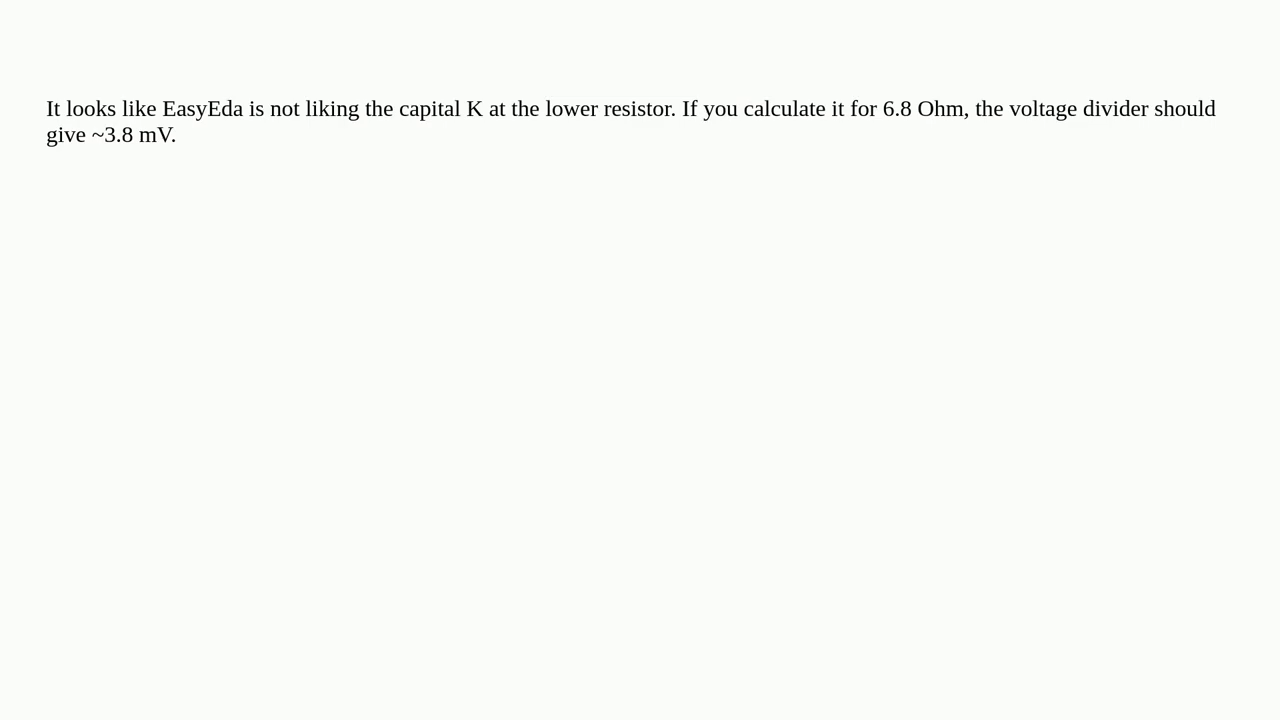 It looks like EasyEda is not liking the capital K at the lower resistor. If you calculate it for 6.8 Ohm, the voltage divider should
give ~3.8 mV.